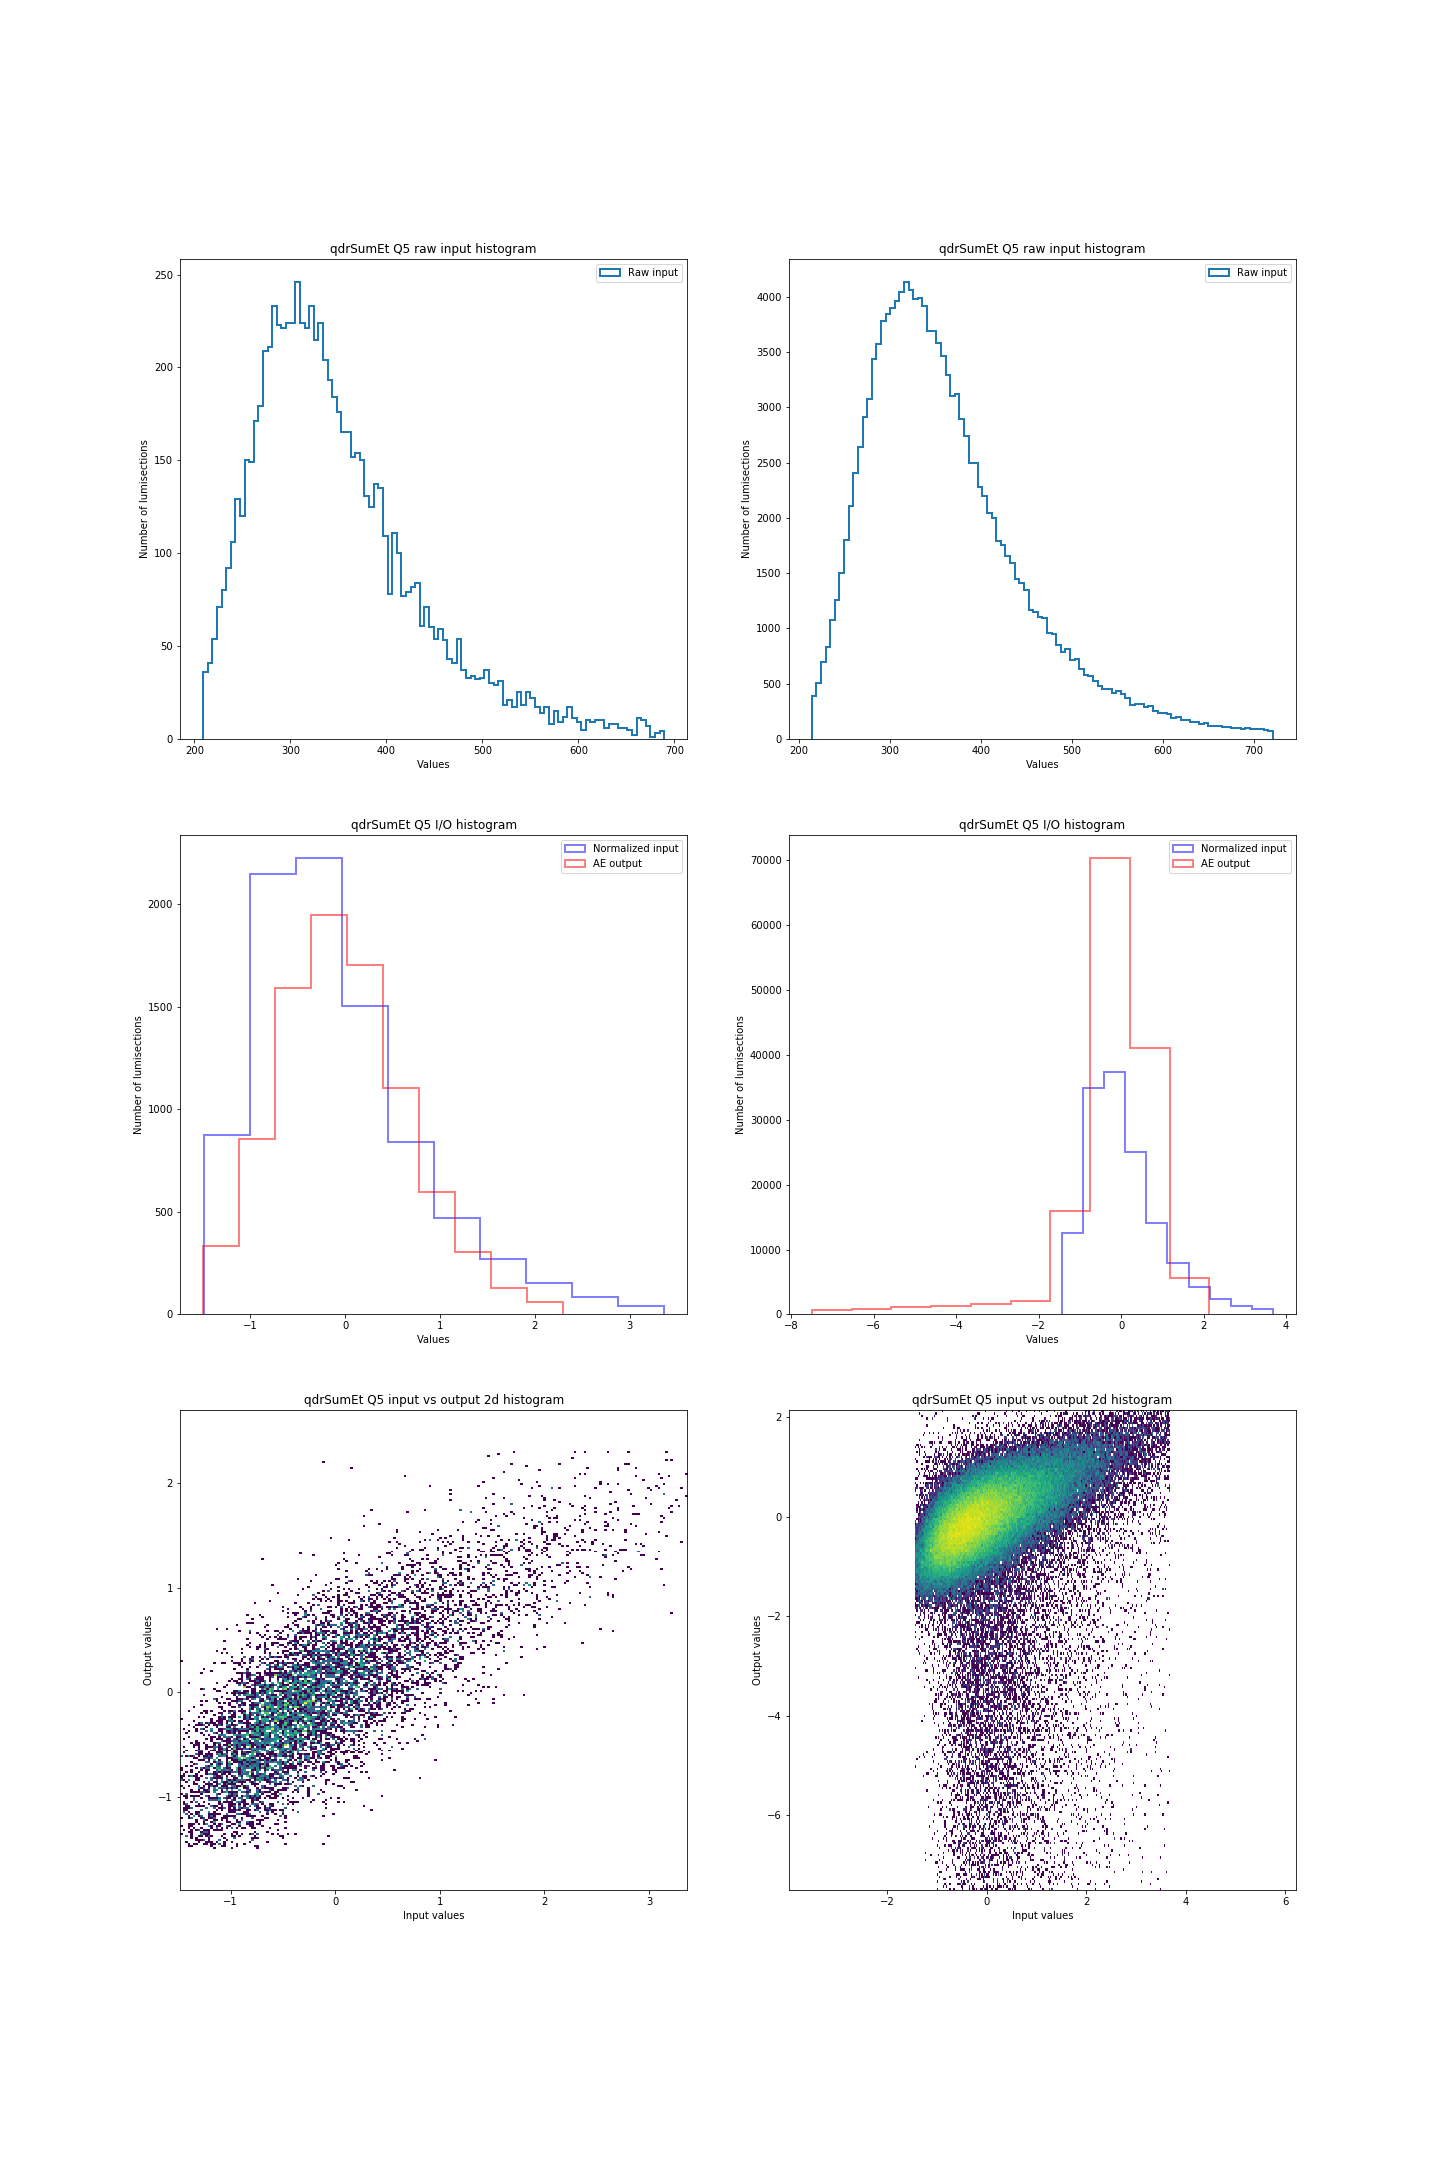 qdrSumEt Q5 raw input histogram
Raw input
250
200
150
100
50
0
Number of lumisections
200 300 400 500 600 700
Values
qdrSumEt Q5 raw input histogram
Raw input
4000
3500
3000
2500
2000
1500
1000
500
0
Number of lumisections
200 300 400 500 600 700
Values
qdrSumEt Q5 I/O histogram
Normalized input
AE output
2000
1500
1000
500
0
Number of lumisections
−1 0 1 2 3
Values
qdrSumEt Q5 I/O histogram
Normalized input
AE output
70000
60000
50000
40000
30000
20000
10000
0
Number of lumisections
−8 −6 −4 −2 0 2 4
Values
qdrSumEt Q5 input vs output 2d histogram
2
1
0
−1
Output values
−1 0 1 2 3
Input values
qdrSumEt Q5 input vs output 2d histogram
2
0
−2
−4
−6
Output values
−2 0 2 4 6
Input values